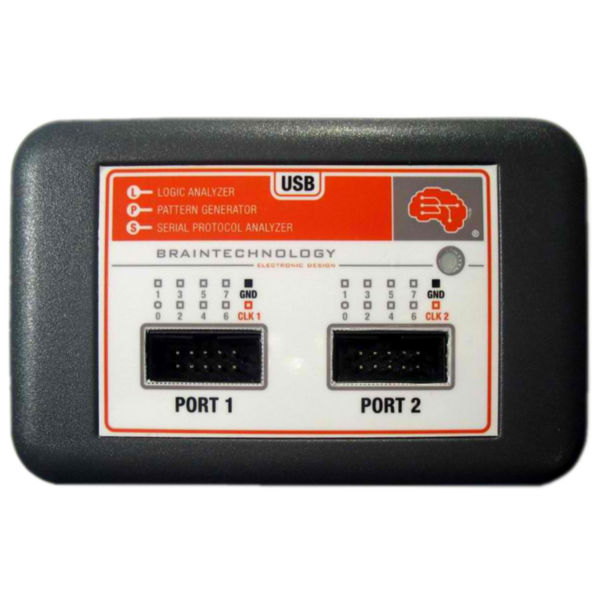 USB
L LOGIC ANALYZER
P PATTERN GENERATOR
S SERIAL PROTOCOL ANALYZER
BT
®
BRAINTECHNOLOGY
ELECTRONIC DESIGN
1 3 5 7 GND
0 2 4 6 CLK 1
PORT 1
1 3 5 7 GND
0 2 4 6 CLK 2
PORT 2